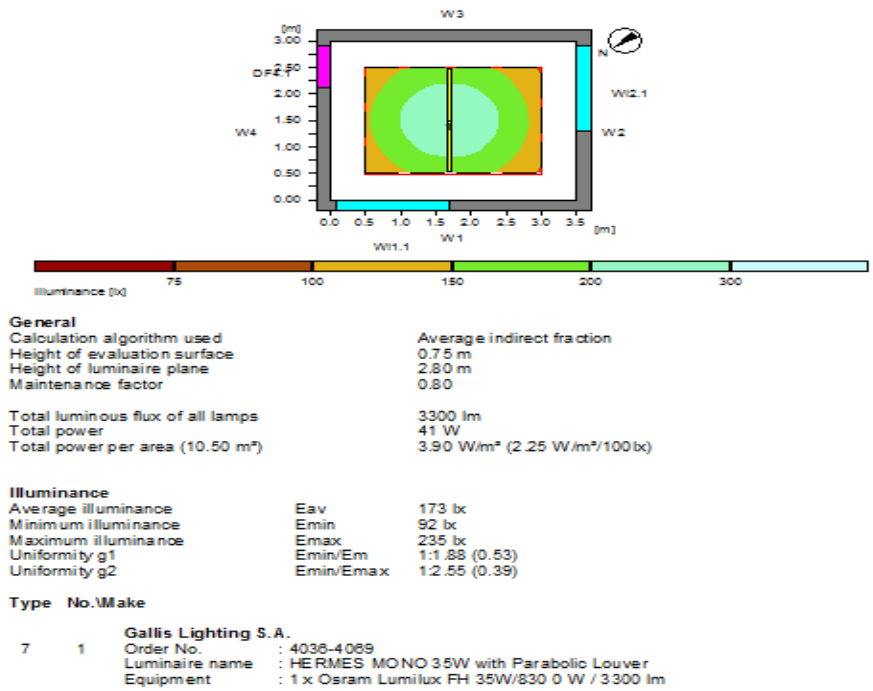 W3
[m]
3.00
N
DF4.1
2.50
2.00
WI2.1
1.50
W4
W2
1.00
0.50
0.00
0.0 0.5 1.0 1.5 2.0 2.5 3.0 3.5 [m]
WI1.1 W1
75 100 150 200 300
Illuminance [lx]
General
Calculation algorithm used Average indirect fraction
Height of evaluation surface 0.75 m
Height of luminaire plane 2.80 m
Maintenance factor 0.80
Total luminous flux of all lamps 3300 lm
Total power 41 W
Total power per area (10.50 m²) 3.90 W/m² (2.25 W/m²/100lx)
Illuminance
Average illuminance Eav 173 lx
Minimum illuminance Emin 92 lx
Maximum illuminance Emax 235 lx
Uniformity g1 Emin/Em 1:1.88 (0.53)
Uniformity g2 Emin/Emax 1:2.55 (0.39)
Type No.\Make
Gallis Lighting S.A.
7 1 Order No. : 4036-4069
Luminaire name : HERMES MONO 35W with Parabolic Louver
Equipment : 1 x Osram Lumilux FH 35W/830 0 W / 3300 lm